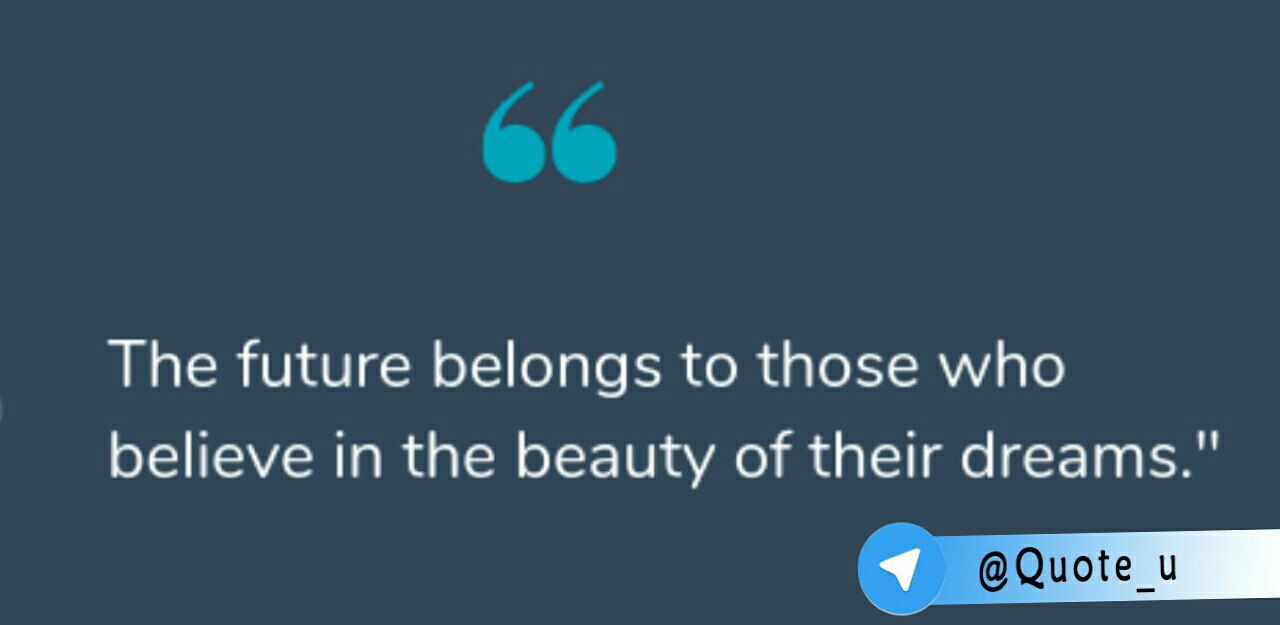 “
The future belongs to those who
believe in the beauty of their dreams."
@Quote_u